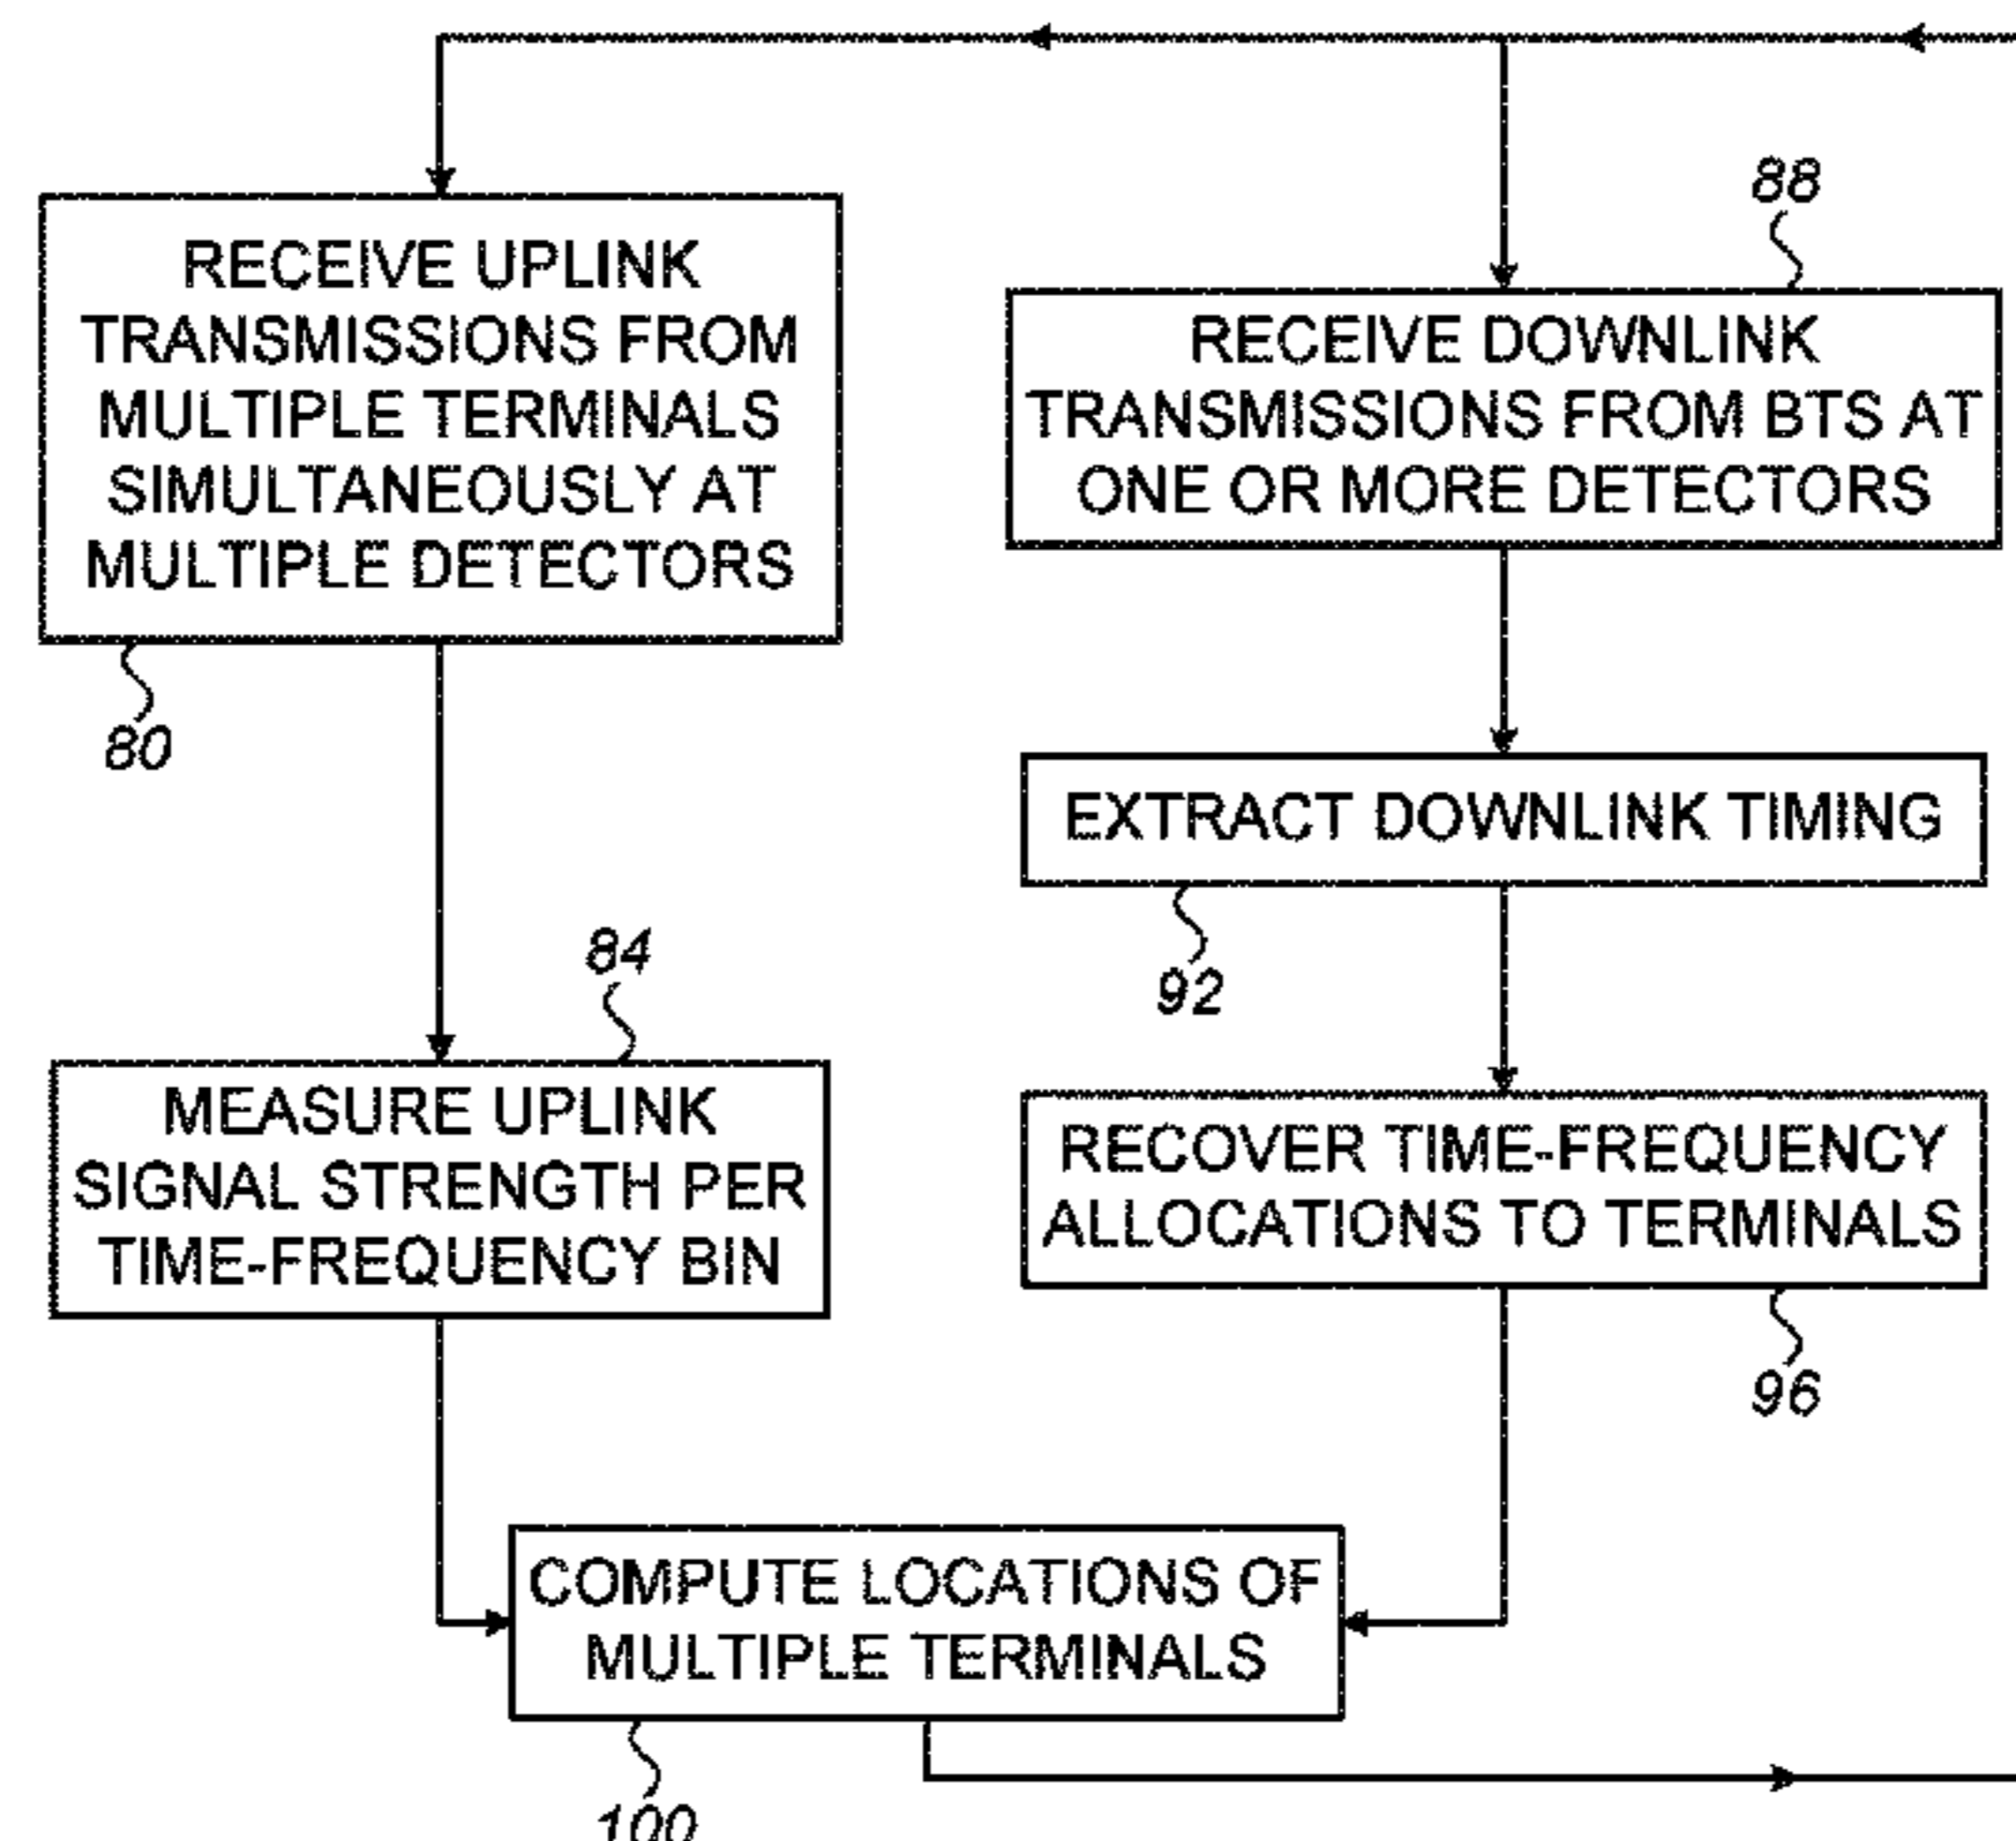 RECEIVE UPLINK
TRANSMISSIONS FROM
MULTIPLE TERMINALS
SIMULTANEOUSLY AT
MULTIPLE DETECTORS
80
MEASURE UPLINK
SIGNAL STRENGTH PER
TIME-FREQUENCY BIN
84
88
RECEIVE DOWNLINK
TRANSMISSIONS FROM BTS AT
ONE OR MORE DETECTORS
EXTRACT DOWNLINK TIMING
92
RECOVER TIME-FREQUENCY
ALLOCATIONS TO TERMINALS
96
COMPUTE LOCATIONS OF
MULTIPLE TERMINALS
100